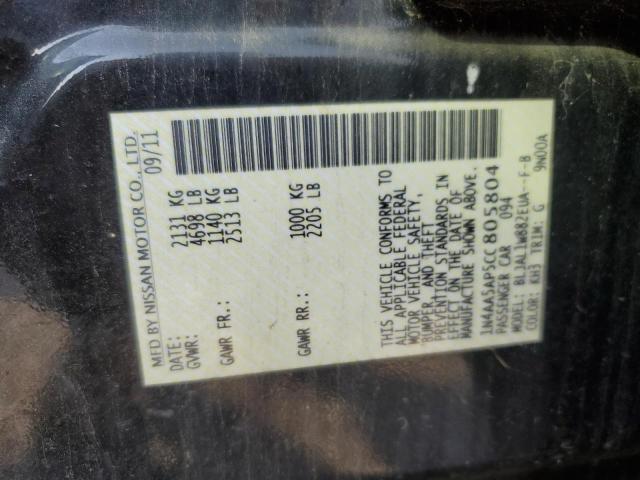 MFD BY NISSAN MOTOR CO., LTD.
DATE: 09/11
GVWR: 2131 KG
4698 LB
GAWR FR.: 1140 KG
2513 LB
GAWR RR.: 1000 KG
2205 LB
THIS VEHICLE CONFORMS TO
ALL APPLICABLE FEDERAL
MOTOR VEHICLE SAFETY,
BUMPER, AND THEFT
PREVENTION STANDARDS IN
EFFECT ON THE DATE OF
MANUFACTURE SHOWN ABOVE.
1N4AA5AP5CC805804
PASSENGER CAR 094
MODEL: BLJAL1W882EUA--F-B
COLOR: KH3 TRIM: G 9N00A